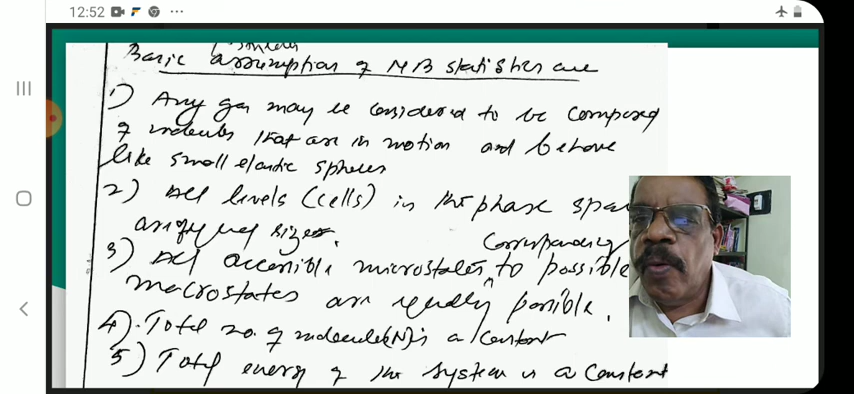 12:52
Basic assumption of MB statistics are
1) Any gas may be considered to be composed
of molecules that are in motion and behave
like small elastic spheres
2) All levels (cells) in the phase spa
are of equal size.
corresponding
3) All accessible microstates ^ to possible
macrostates are equally possible.
4). Total no. of molecules(N) is a constant
5) Total energy of the system is a constant